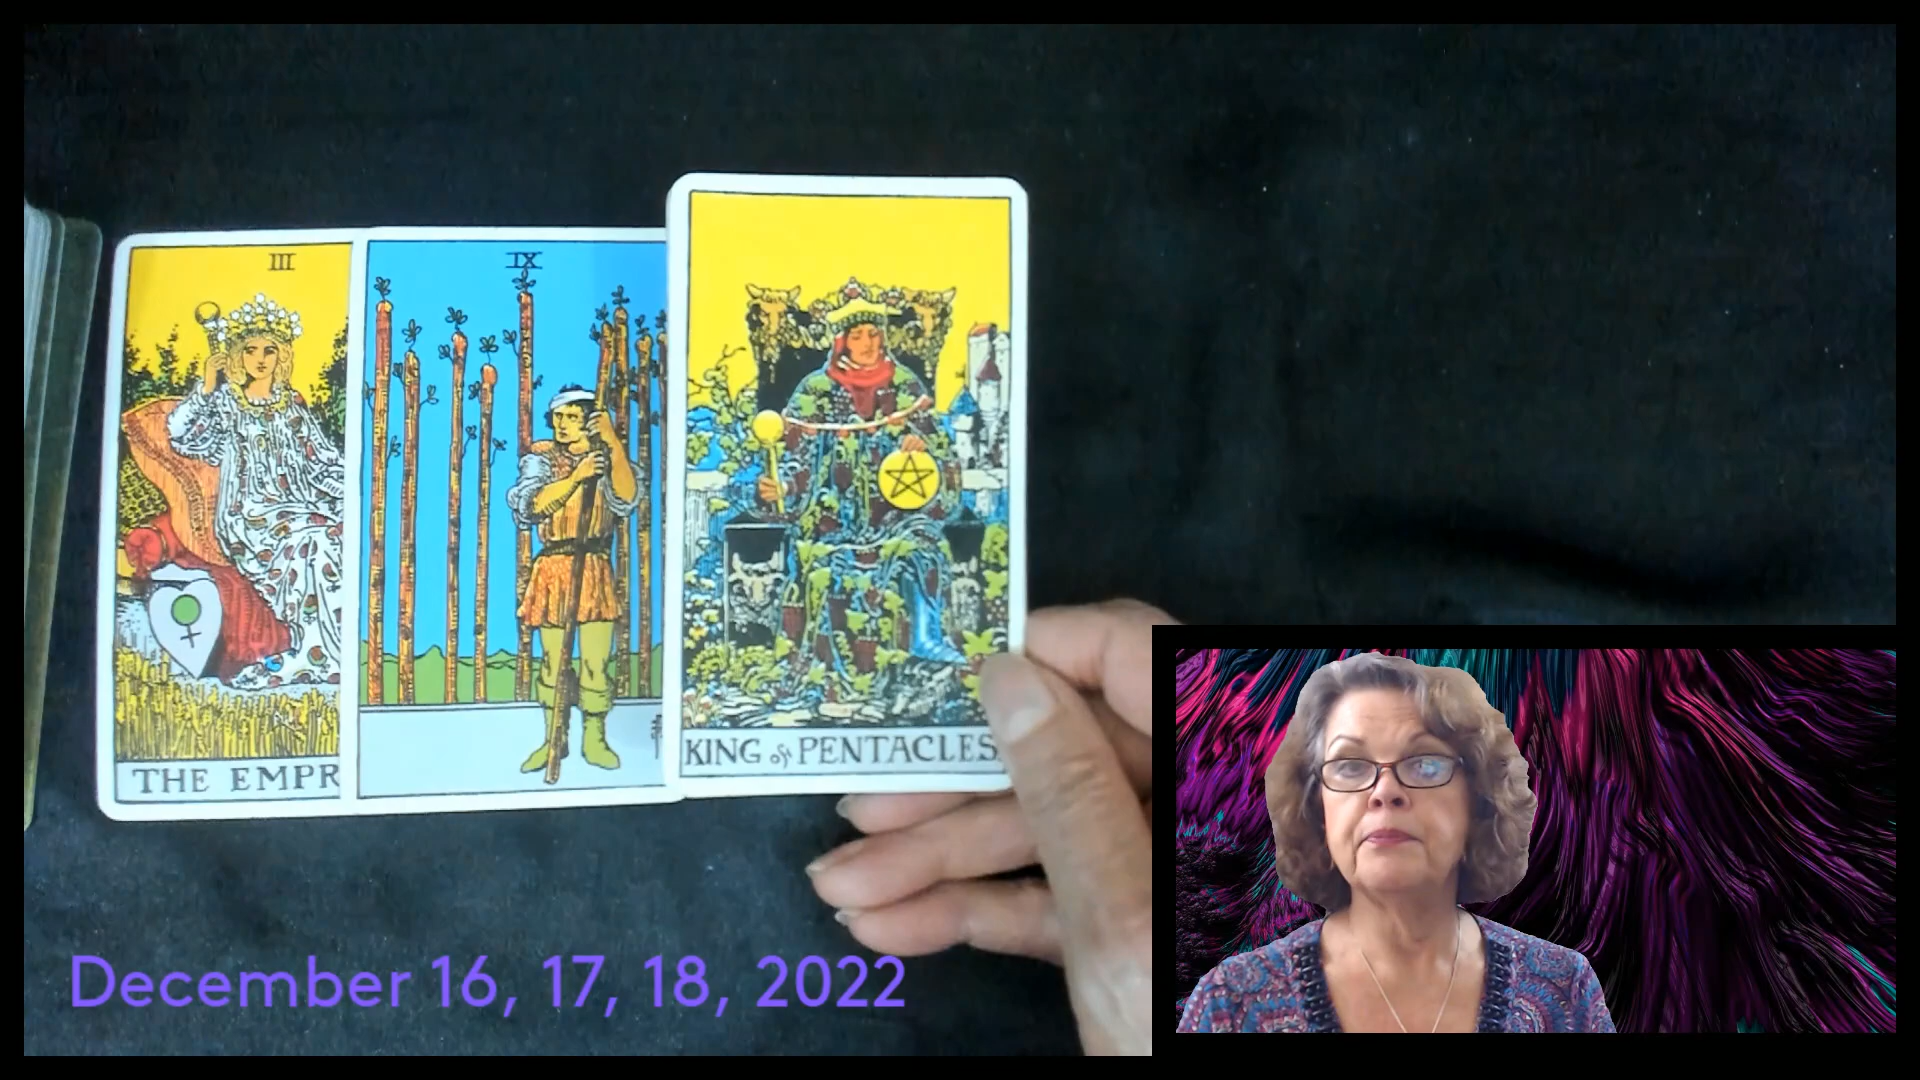 III
IX
THE EMPR
KING of PENTACLES.
December 16, 17, 18, 2022